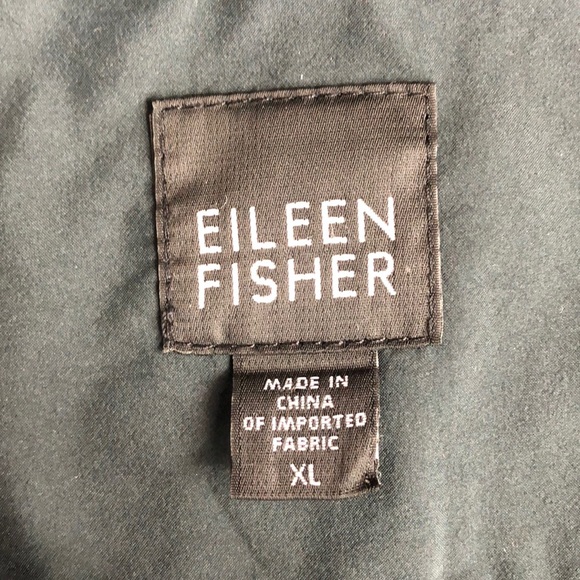 EILEEN
FISHER
MADE IN
CHINA
OF IMPORTED
FABRIC
XL